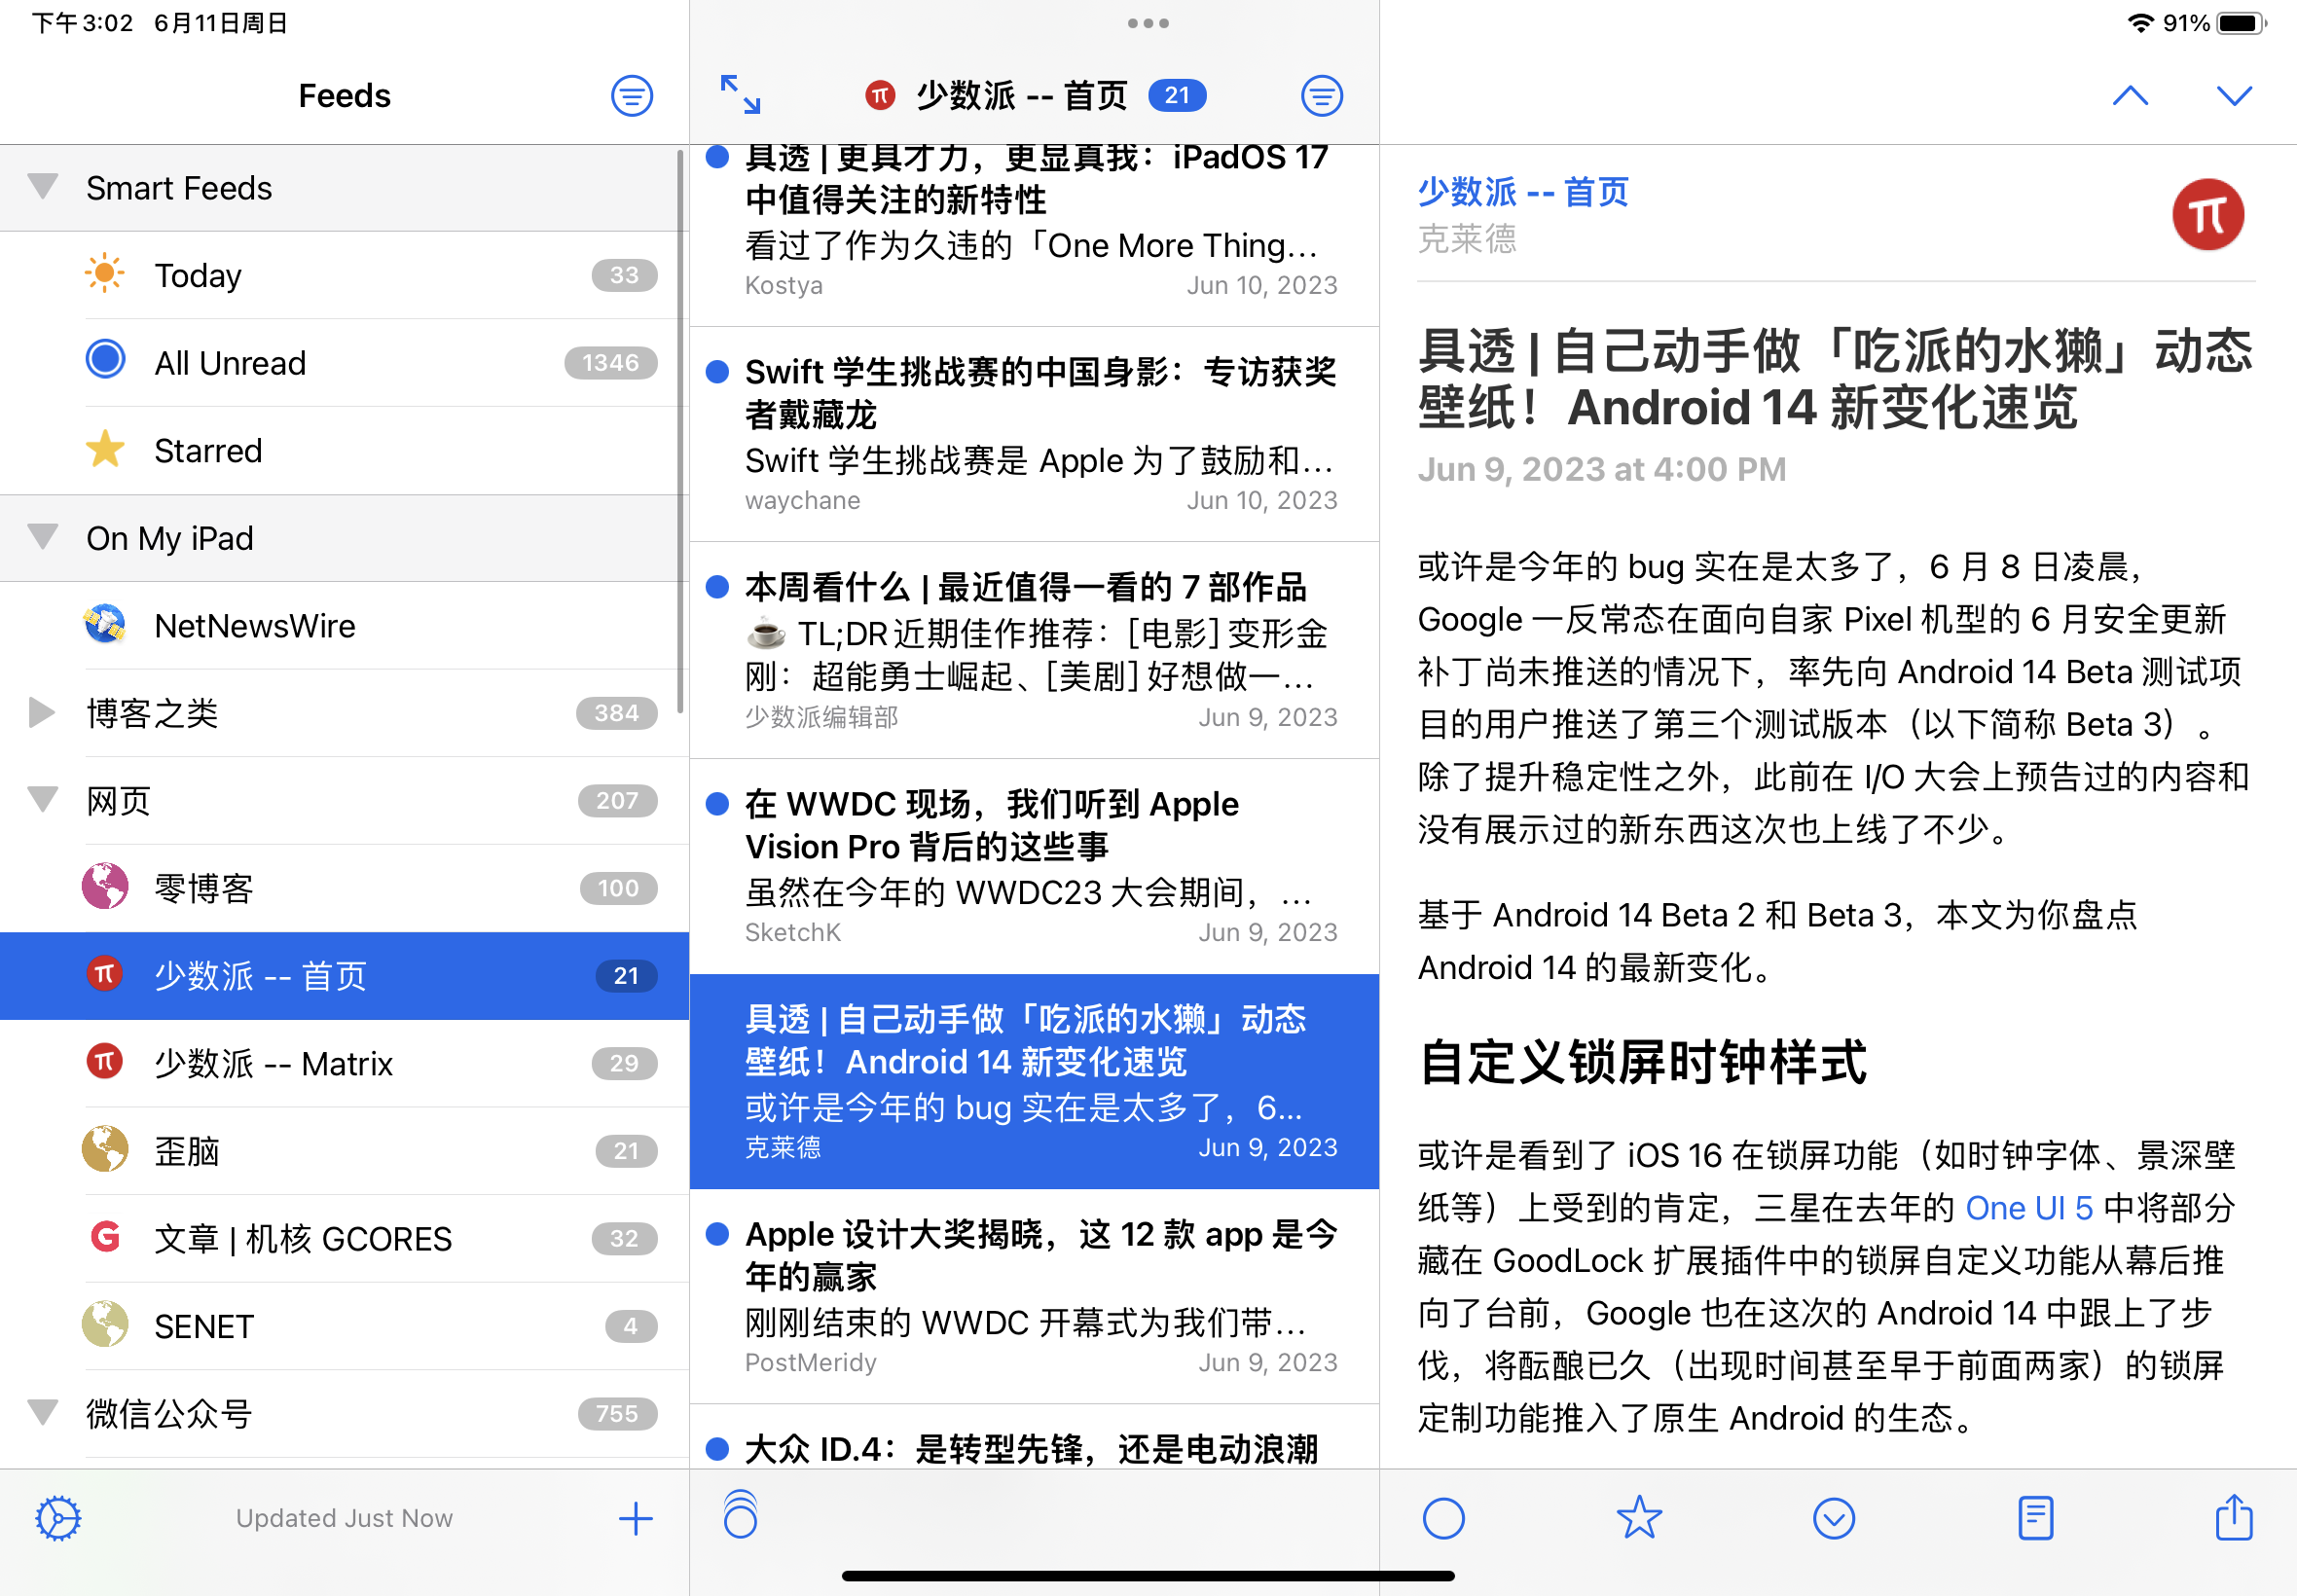 下午3:02 6月11日周日
91%
Feeds
Smart Feeds
Today 33
All Unread 1346
Starred
On My iPad
NetNewsWire
博客之类 384
网页 207
零博客 100
少数派 -- 首页 21
少数派 -- Matrix 29
歪脑 21
文章 | 机核 GCORES 32
SENET 4
微信公众号 755
Updated Just Now
少数派 -- 首页 21
具透 | 更具才力，更显真我：iPadOS 17
中值得关注的新特性
看过了作为久违的「One More Thing…
Kostya Jun 10, 2023
Swift 学生挑战赛的中国身影：专访获奖
者戴藏龙
Swift 学生挑战赛是 Apple 为了鼓励和…
waychane Jun 10, 2023
本周看什么 | 最近值得一看的 7 部作品
☕ TL;DR近期佳作推荐：[电影] 变形金
刚：超能勇士崛起、[美剧] 好想做一…
少数派编辑部 Jun 9, 2023
在 WWDC 现场，我们听到 Apple
Vision Pro 背后的这些事
虽然在今年的 WWDC23 大会期间，…
SketchK Jun 9, 2023
具透 | 自己动手做「吃派的水獭」动态
壁纸！Android 14 新变化速览
或许是今年的 bug 实在是太多了，6…
克莱德 Jun 9, 2023
Apple 设计大奖揭晓，这 12 款 app 是今
年的赢家
刚刚结束的 WWDC 开幕式为我们带…
PostMeridy Jun 9, 2023
大众 ID.4：是转型先锋，还是电动浪潮
少数派 -- 首页
克莱德
具透 | 自己动手做「吃派的水獭」动态
壁纸！Android 14 新变化速览
Jun 9, 2023 at 4:00 PM
或许是今年的 bug 实在是太多了，6 月 8 日凌晨，
Google 一反常态在面向自家 Pixel 机型的 6 月安全更新
补丁尚未推送的情况下，率先向 Android 14 Beta 测试项
目的用户推送了第三个测试版本（以下简称 Beta 3）。
除了提升稳定性之外，此前在 I/O 大会上预告过的内容和
没有展示过的新东西这次也上线了不少。
基于 Android 14 Beta 2 和 Beta 3，本文为你盘点
Android 14 的最新变化。
自定义锁屏时钟样式
或许是看到了 iOS 16 在锁屏功能（如时钟字体、景深壁
纸等）上受到的肯定，三星在去年的 One UI 5 中将部分
藏在 GoodLock 扩展插件中的锁屏自定义功能从幕后推
向了台前，Google 也在这次的 Android 14 中跟上了步
伐，将酝酿已久（出现时间甚至早于前面两家）的锁屏
定制功能推入了原生 Android 的生态。